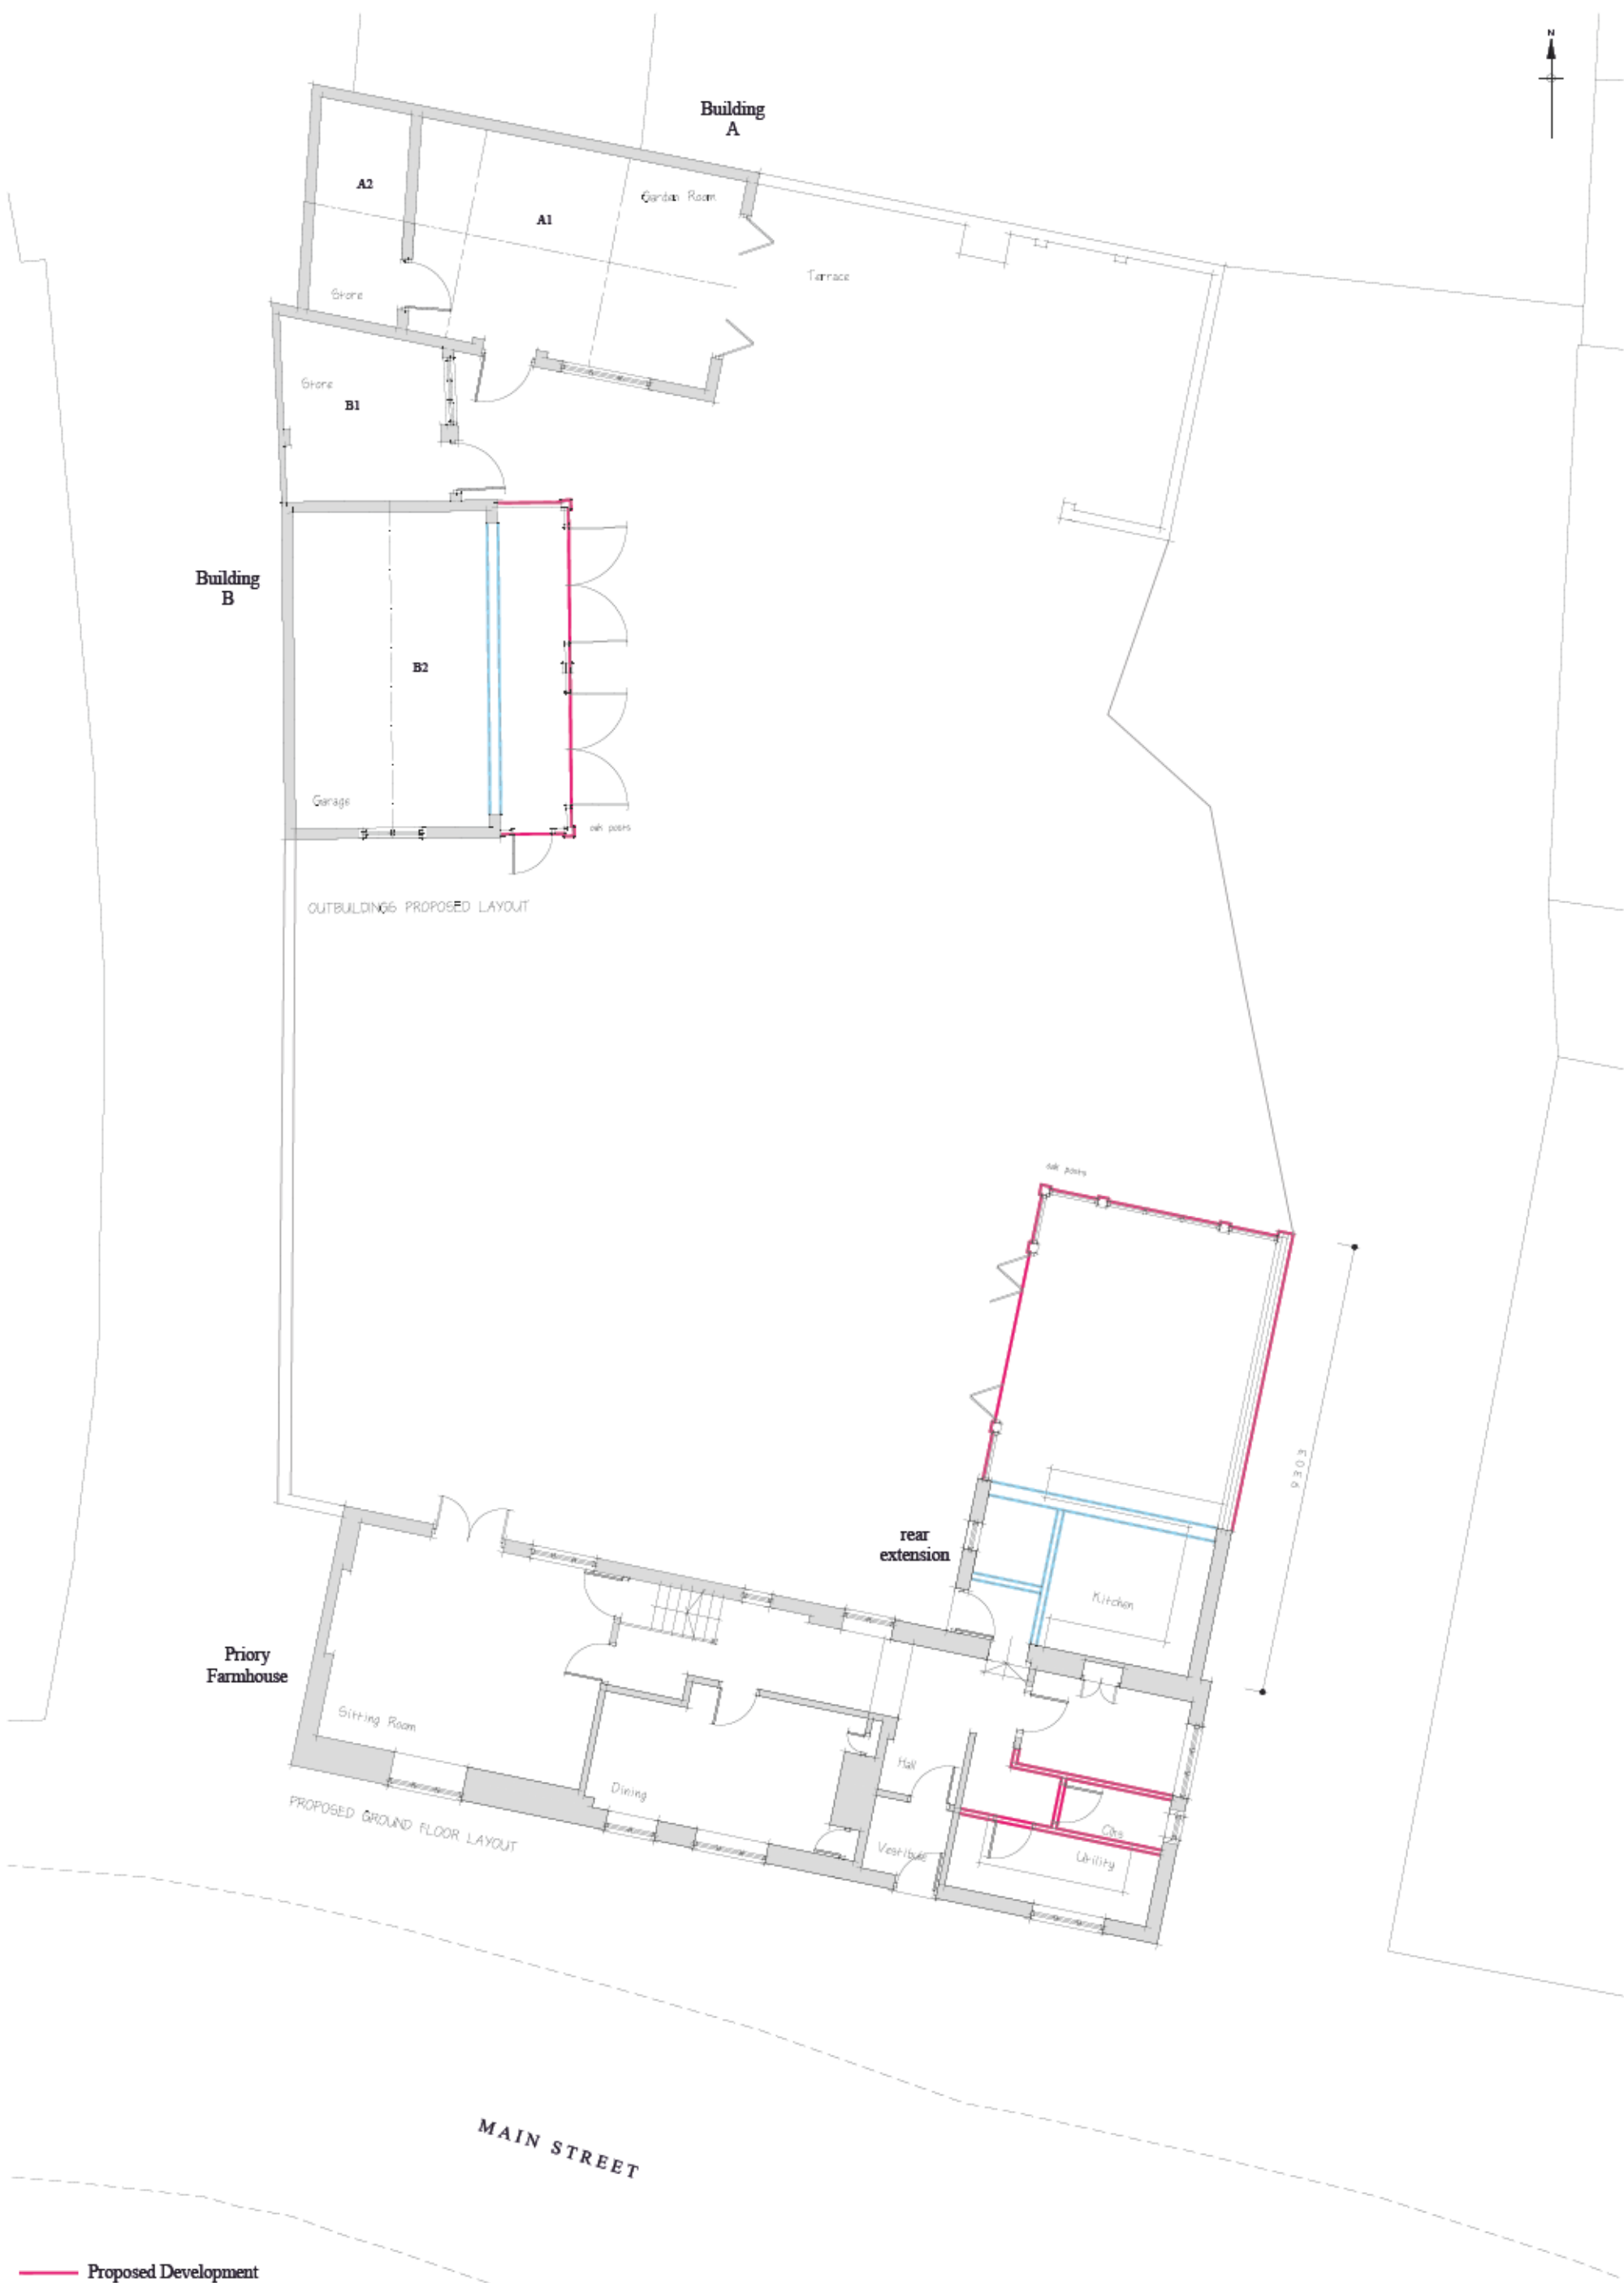 N
Building
A
A2
Garden Room
A1
Terrace
Store
Store
B1
Building
B
B2
Garage
oak posts
OUTBUILDINGS PROPOSED LAYOUT
oak posts
9303
rear
extension
Kitchen
Priory
Farmhouse
Sitting Room
Hall
Dining
PROPOSED GROUND FLOOR LAYOUT
Vestibule
Cbs
Utility
MAIN STREET
Proposed Development